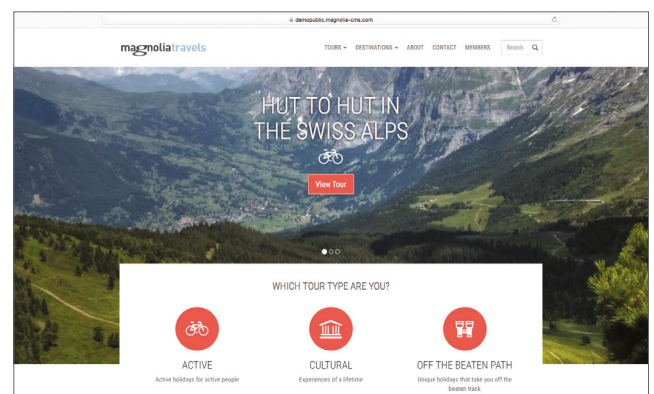 demopublic.magnolia-cms.com
magnoliatravels
TOURS DESTINATIONS ABOUT CONTACT MEMBERS Search
HUT TO HUT IN
THE SWISS ALPS
View Tour
WHICH TOUR TYPE ARE YOU?
ACTIVE CULTURAL OFF THE BEATEN PATH
Active holidays for active people Experiences of a lifetime Unique holidays that take you off the
beaten track